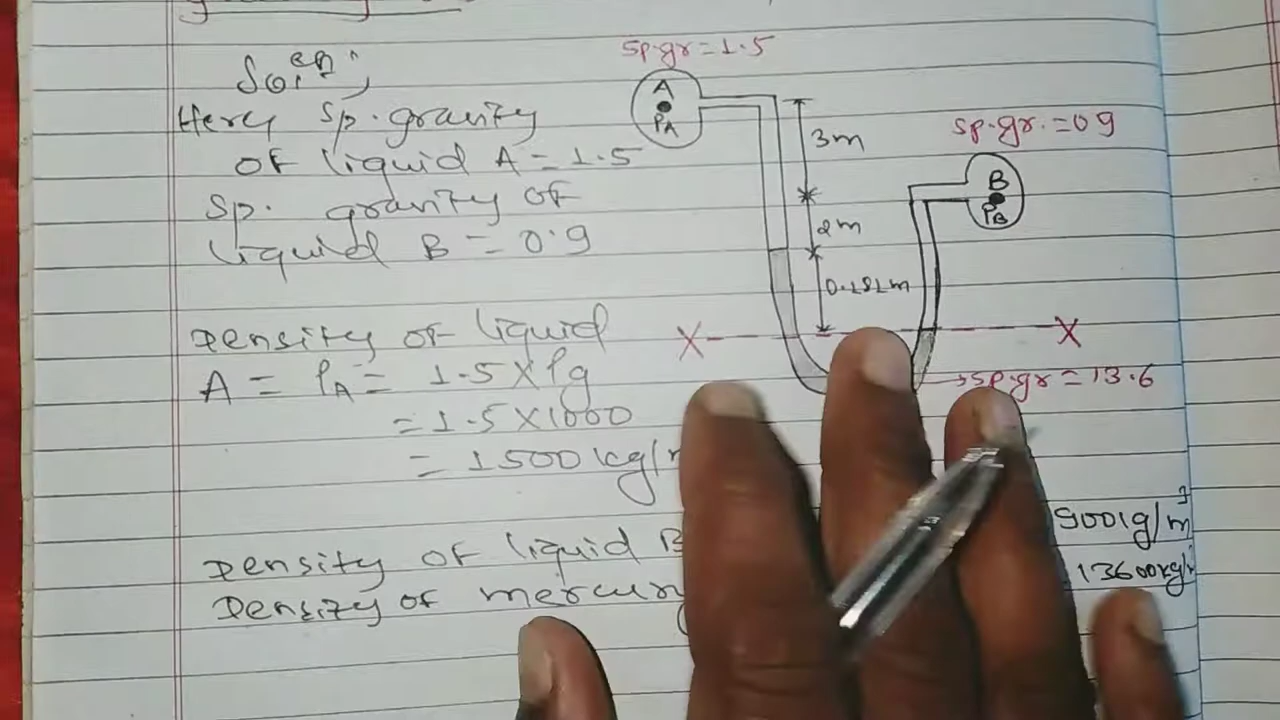 Soln,
Here sp. gravity
of liquid A = 1.5
sp. gravity of
liquid B = 0.9
Density of liquid
A = ρA = 1.5 X ρg
= 1.5 X 1000
= 1500 kg/m
Density of liquid B
Density of mercury
900 kg/m3
13600 kg/
sp.gr = 1.5
A
PA
3m
2m
sp.gr. = 0 9
B
PB
X
X
sp.gr = 13.6